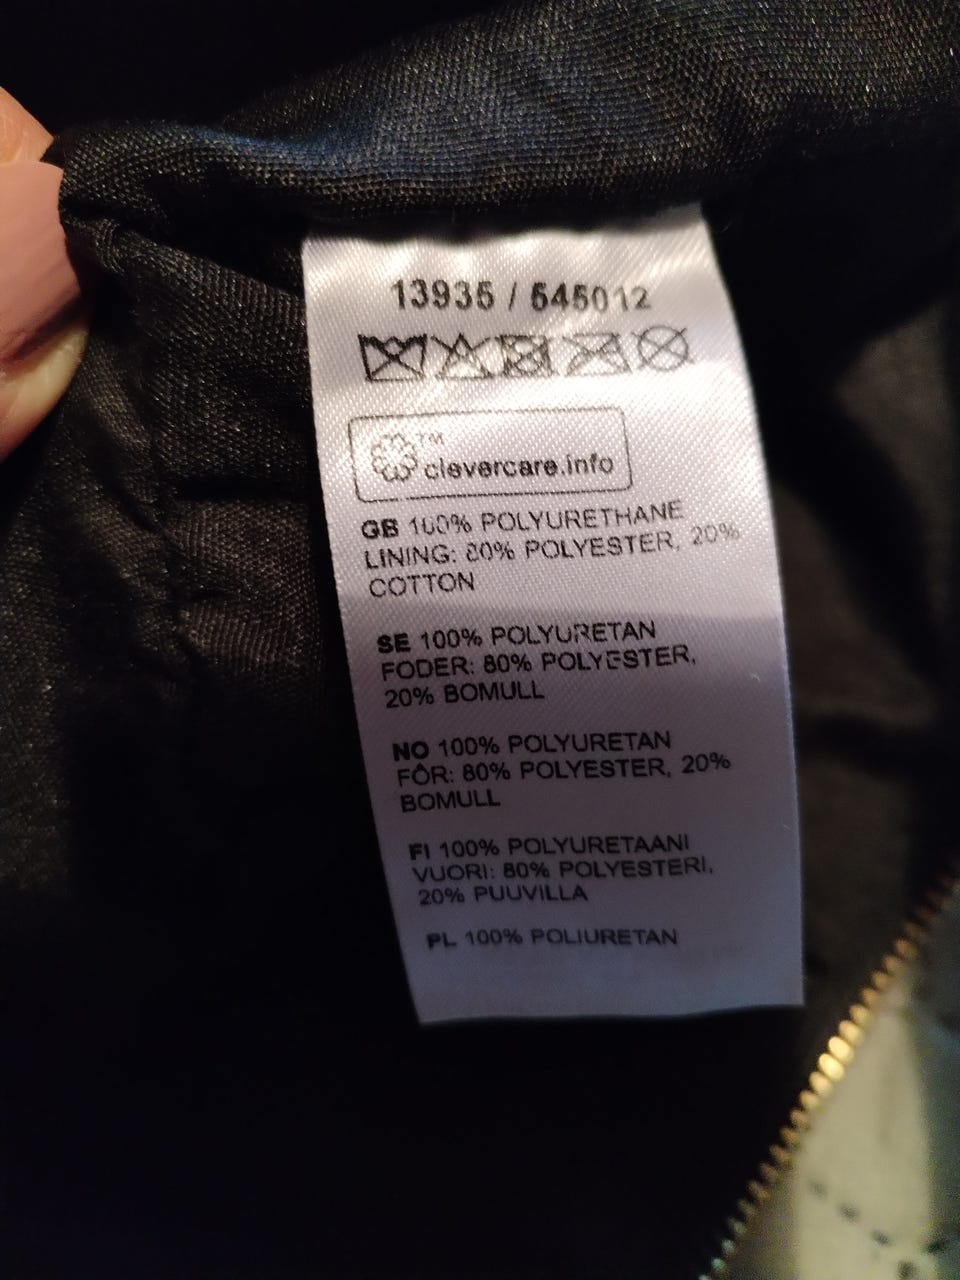 13935 / 545012
TM
clevercare.info
GB 100% POLYURETHANE
LINING: 80% POLYESTER, 20%
COTTON
SE 100% POLYURETAN
FODER: 80% POLYESTER,
20% BOMULL
NO 100% POLYURETAN
FÔR: 80% POLYESTER, 20%
BOMULL
FI 100% POLYURETAANI
VUORI: 80% POLYESTERI,
20% PUUVILLA
PL 100% POLIURETAN